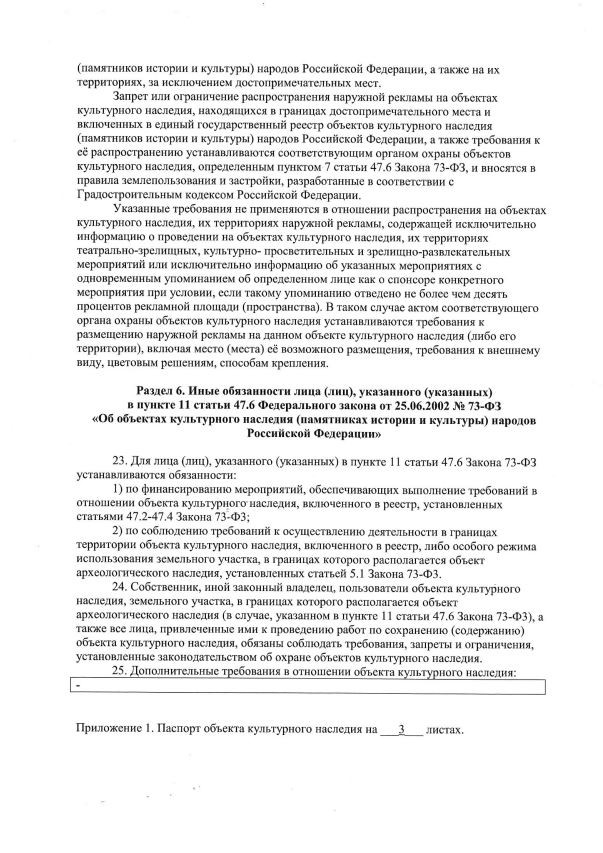 (памятников истории и культуры) народов Российской Федерации, а также на их
территориях, за исключением достопримечательных мест.
Запрет или ограничение распространения наружной рекламы на объектах
культурного наследия, находящихся в границах достопримечательного места и
включенных в единый государственный реестр объектов культурного наследия
(памятников истории и культуры) народов Российской Федерации, а также требования к
её распространению устанавливаются соответствующим органом охраны объектов
культурного наследия, определенным пунктом 7 статьи 47.6 Закона 73-ФЗ, и вносятся в
правила землепользования и застройки, разработанные в соответствии с
Градостроительным кодексом Российской Федерации.
Указанные требования не применяются в отношении распространения на объектах
культурного наследия, их территориях наружной рекламы, содержащей исключительно
информацию о проведении на объектах культурного наследия, их территориях
театрально-зрелищных, культурно- просветительных и зрелищно-развлекательных
мероприятий или исключительно информацию об указанных мероприятиях с
одновременным упоминанием об определенном лице как о спонсоре конкретного
мероприятия при условии, если такому упоминанию отведено не более чем десять
процентов рекламной площади (пространства). В таком случае актом соответствующего
органа охраны объектов культурного наследия устанавливаются требования к
размещению наружной рекламы на данном объекте культурного наследия (либо его
территории), включая место (места) её возможного размещения, требования к внешнему
виду, цветовым решениям, способам крепления.
Раздел 6. Иные обязанности лица (лиц), указанного (указанных)
в пункте 11 статьи 47.6 Федерального закона от 25.06.2002 № 73-ФЗ
«Об объектах культурного наследия (памятниках истории и культуры) народов
Российской Федерации»
23. Для лица (лиц), указанного (указанных) в пункте 11 статьи 47.6 Закона 73-ФЗ
устанавливаются обязанности:
1) по финансированию мероприятий, обеспечивающих выполнение требований в
отношении объекта культурного наследия, включенного в реестр, установленных
статьями 47.2-47.4 Закона 73-ФЗ;
2) по соблюдению требований к осуществлению деятельности в границах
территории объекта культурного наследия, включенного в реестр, либо особого режима
использования земельного участка, в границах которого располагается объект
археологического наследия, установленных статьей 5.1 Закона 73-ФЗ.
24. Собственник, иной законный владелец, пользователи объекта культурного
наследия, земельного участка, в границах которого располагается объект
археологического наследия (в случае, указанном в пункте 11 статьи 47.6 Закона 73-ФЗ), а
также все лица, привлеченные ими к проведению работ по сохранению (содержанию)
объекта культурного наследия, обязаны соблюдать требования, запреты и ограничения,
установленные законодательством об охране объектов культурного наследия.
25. Дополнительные требования в отношении объекта культурного наследия:
-
Приложение 1. Паспорт объекта культурного наследия на ___3___ листах.